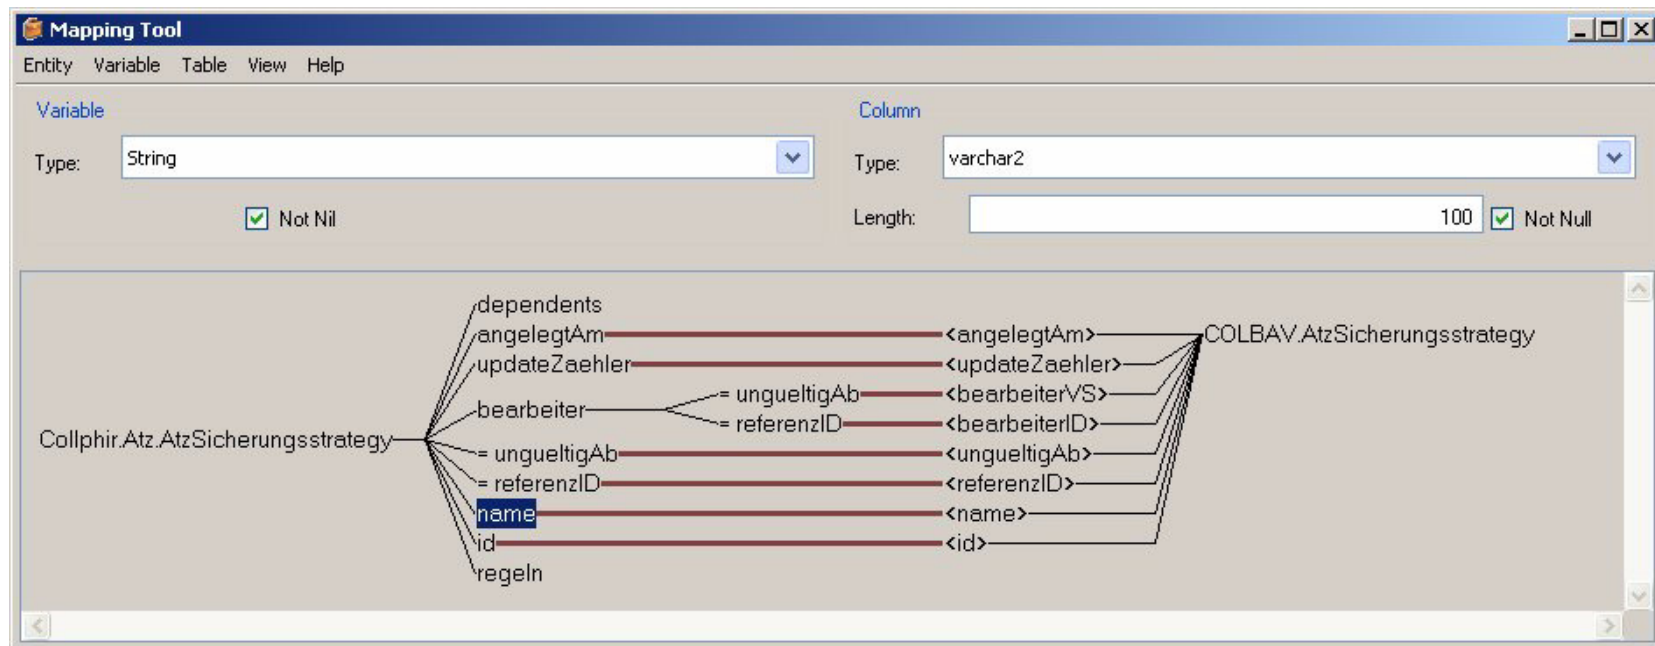 Mapping Tool
Entity Variable Table View Help
Variable Column
Type: String Type: varchar2
Not Nil Length: 100 Not Null
dependents
angelegtAm <angelegtAm> COLBAV.AtzSicherungsstrategy
updateZaehler <updateZaehler>
= ungueltigAb <bearbeiterVS>
bearbeiter
= referenzID <bearbeiterID>
Collphir.Atz.AtzSicherungsstrategy
= ungueltigAb <ungueltigAb>
= referenzID <referenzID>
name <name>
id <id>
regeln